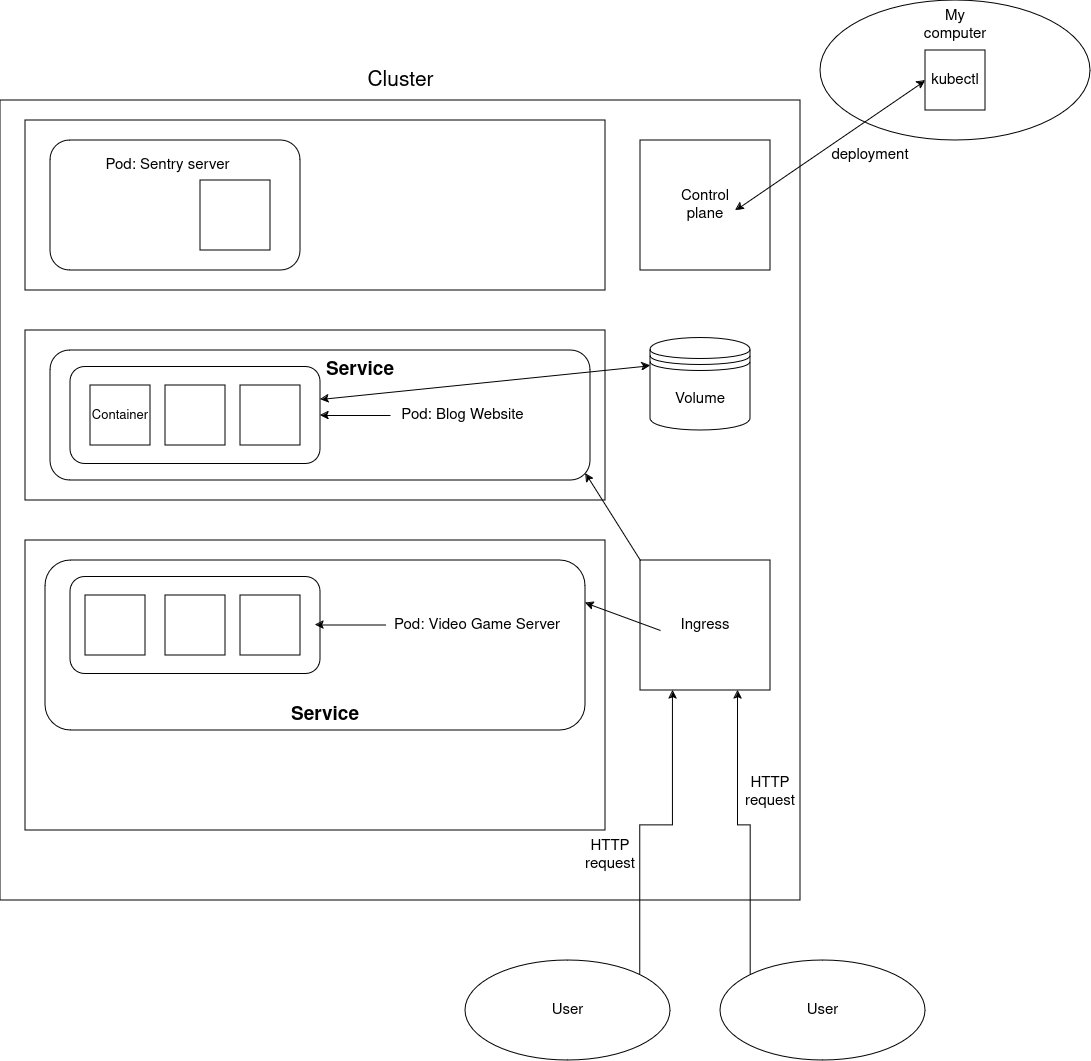 My
computer
kubectl
Cluster
deployment
Pod: Sentry server
Control
plane
Service
Container
Pod: Blog Website
Volume
Pod: Video Game Server
Ingress
Service
HTTP
request
HTTP
request
User
User